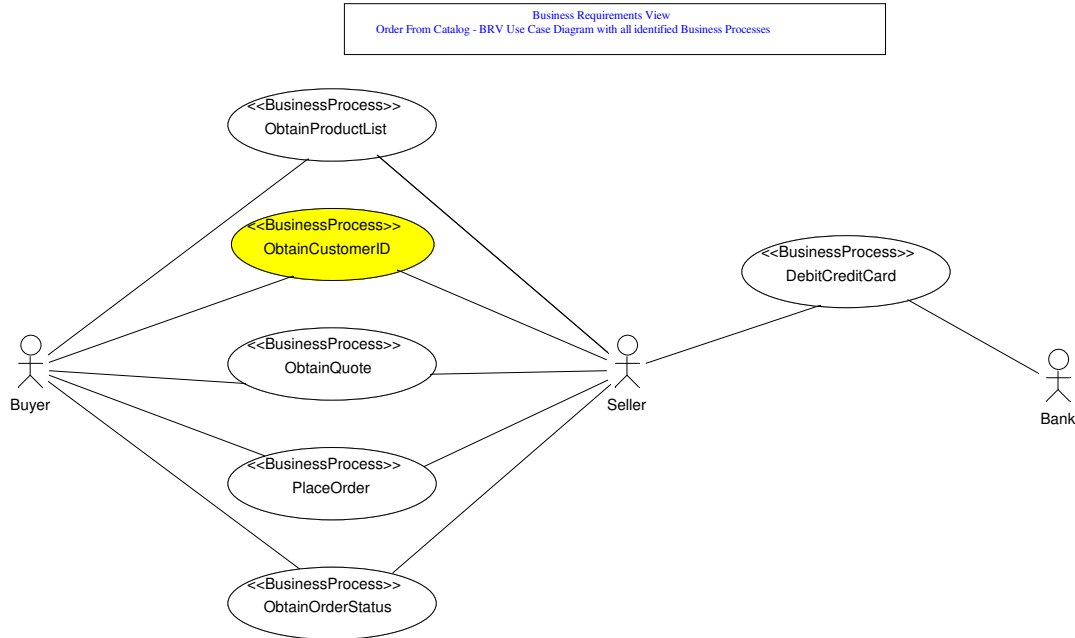 Business Requirements View
Order From Catalog - BRV Use Case Diagram with all identified Business Processes
<<BusinessProcess>>
ObtainProductList
<<BusinessProcess>>
ObtainCustomerID
<<BusinessProcess>>
DebitCreditCard
<<BusinessProcess>>
ObtainQuote
Buyer
Seller
Bank
<<BusinessProcess>>
PlaceOrder
<<BusinessProcess>>
ObtainOrderStatus